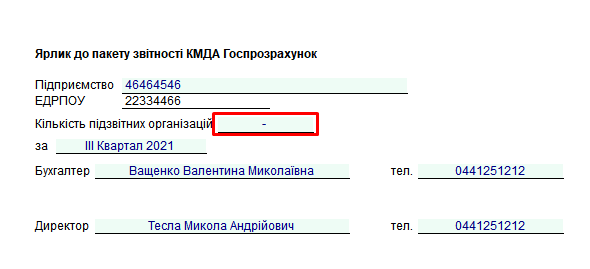 Ярлик до пакету звітності КМДА Госпрозрахунок
Підприємство 46464546
ЕДРПОУ 22334466
Кількість підзвітних організацій -
за III Квартал 2021
Бухгалтер Ващенко Валентина Миколаївна тел. 0441251212
Директор Тесла Микола Андрійович тел. 0441251212